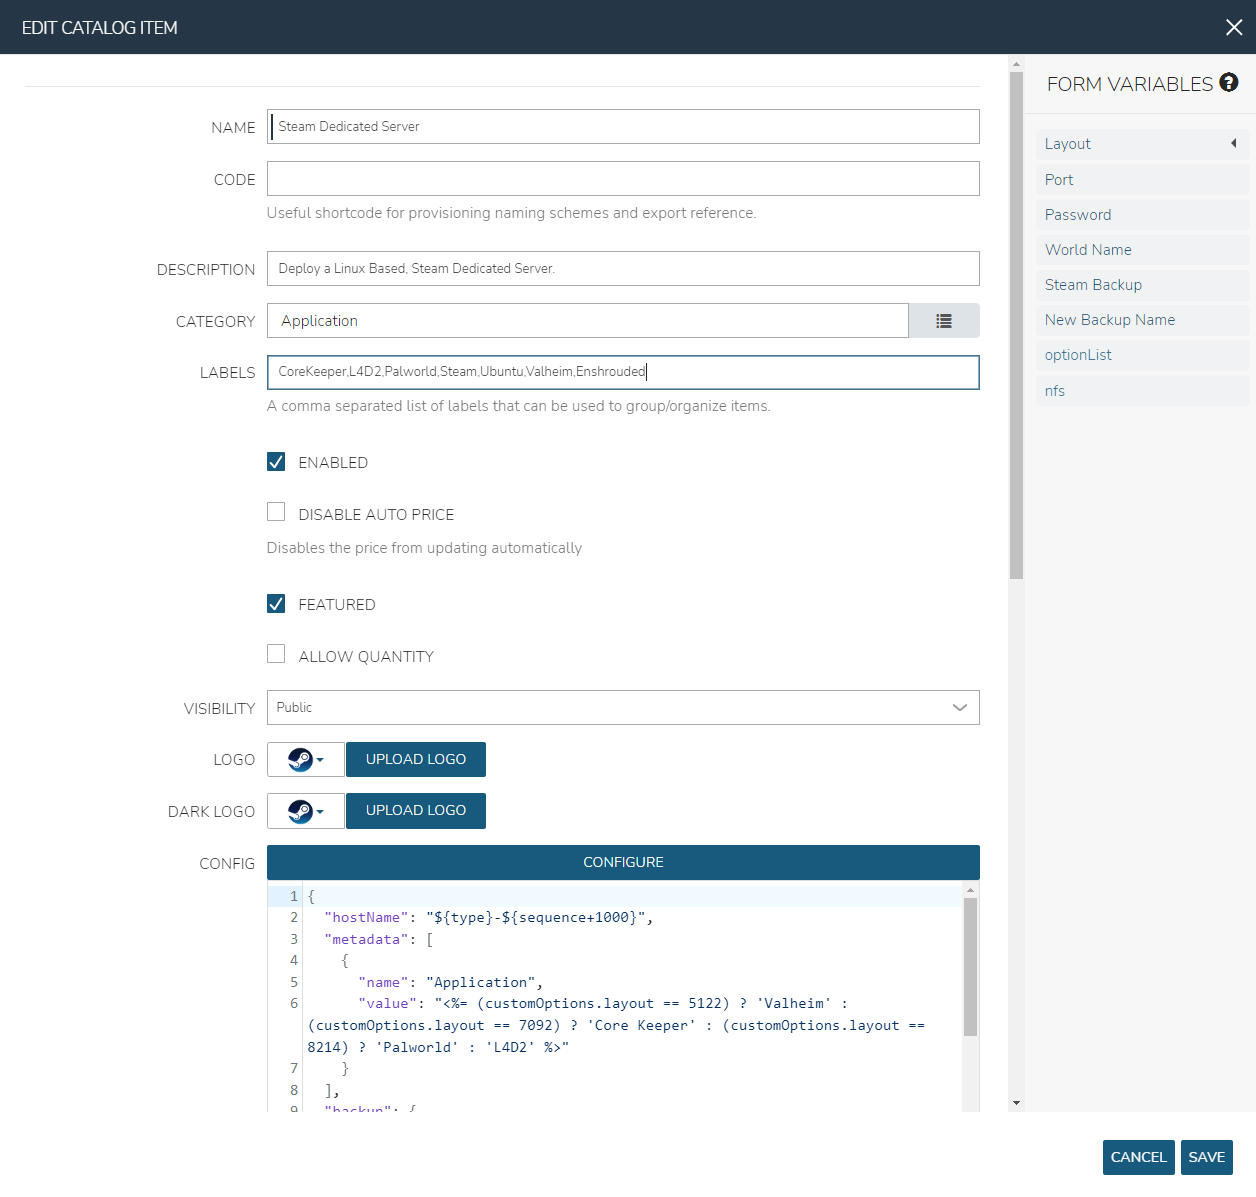 EDIT CATALOG ITEM
FORM VARIABLES ?
NAME Steam Dedicated Server
CODE
Useful shortcode for provisioning naming schemes and export reference.
DESCRIPTION Deploy a Linux Based, Steam Dedicated Server.
CATEGORY Application
LABELS CoreKeeper,L4D2,Palworld,Steam,Ubuntu,Valheim,Enshrouded
A comma separated list of labels that can be used to group/organize items.
ENABLED
DISABLE AUTO PRICE
Disables the price from updating automatically
FEATURED
ALLOW QUANTITY
VISIBILITY Public
LOGO UPLOAD LOGO
DARK LOGO UPLOAD LOGO
CONFIG CONFIGURE
1 {
2 "hostName": "${type}-${sequence+1000}",
3 "metadata": [
4 {
5 "name": "Application",
6 "value": "<%= (customOptions.layout == 5122) ? 'Valheim' :
(customOptions.layout == 7092) ? 'Core Keeper' : (customOptions.layout ==
8214) ? 'Palworld' : 'L4D2' %>"
7 }
8 ],
9 "backup": {
Layout
Port
Password
World Name
Steam Backup
New Backup Name
optionList
nfs
CANCEL SAVE